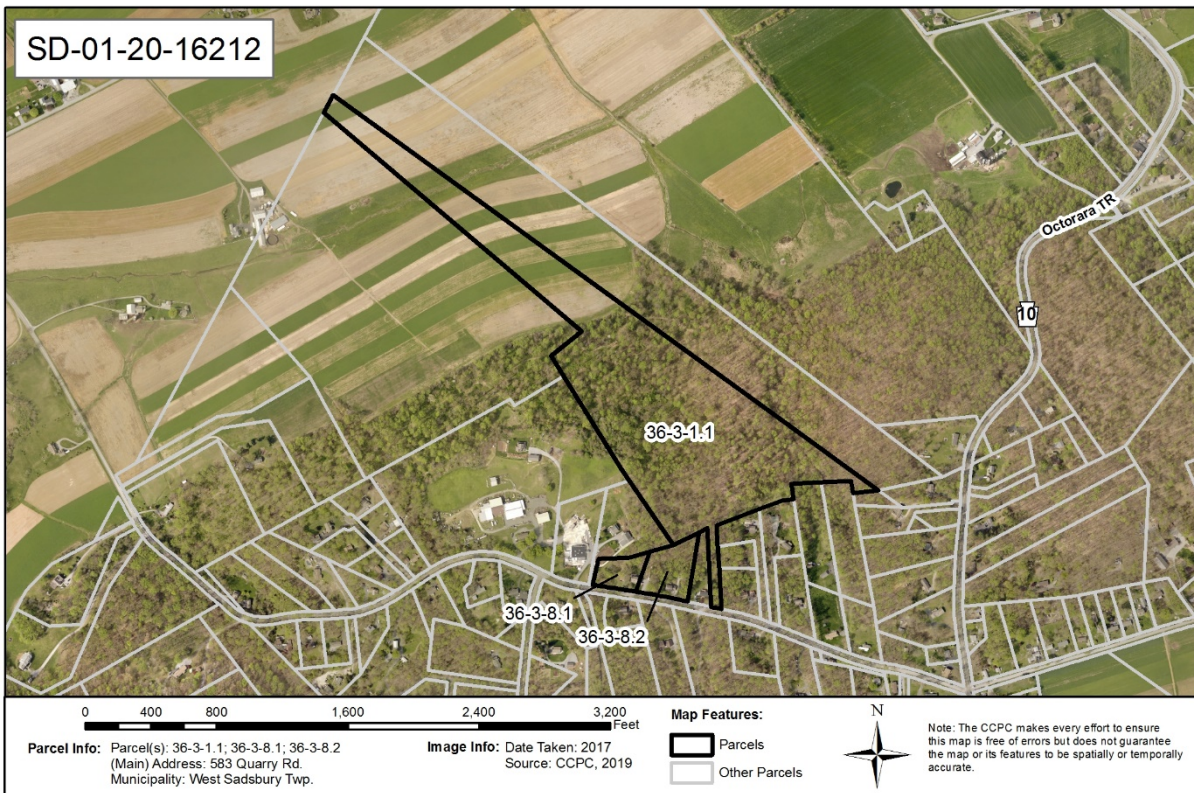 SD-01-20-16212
Octorara TR
10
36-3-1.1
36-3-8.1
36-3-8.2
0 400 800 1,600 2,400 3,200
Feet
Parcel Info: Parcel(s): 36-3-1.1; 36-3-8.1; 36-3-8.2
(Main) Address: 583 Quarry Rd.
Municipality: West Sadsbury Twp.
Image Info: Date Taken: 2017
Source: CCPC, 2019
Map Features:
Parcels
Other Parcels
N
Note: The CCPC makes every effort to ensure
this map is free of errors but does not guarantee
the map or its features to be spatially or temporally
accurate.